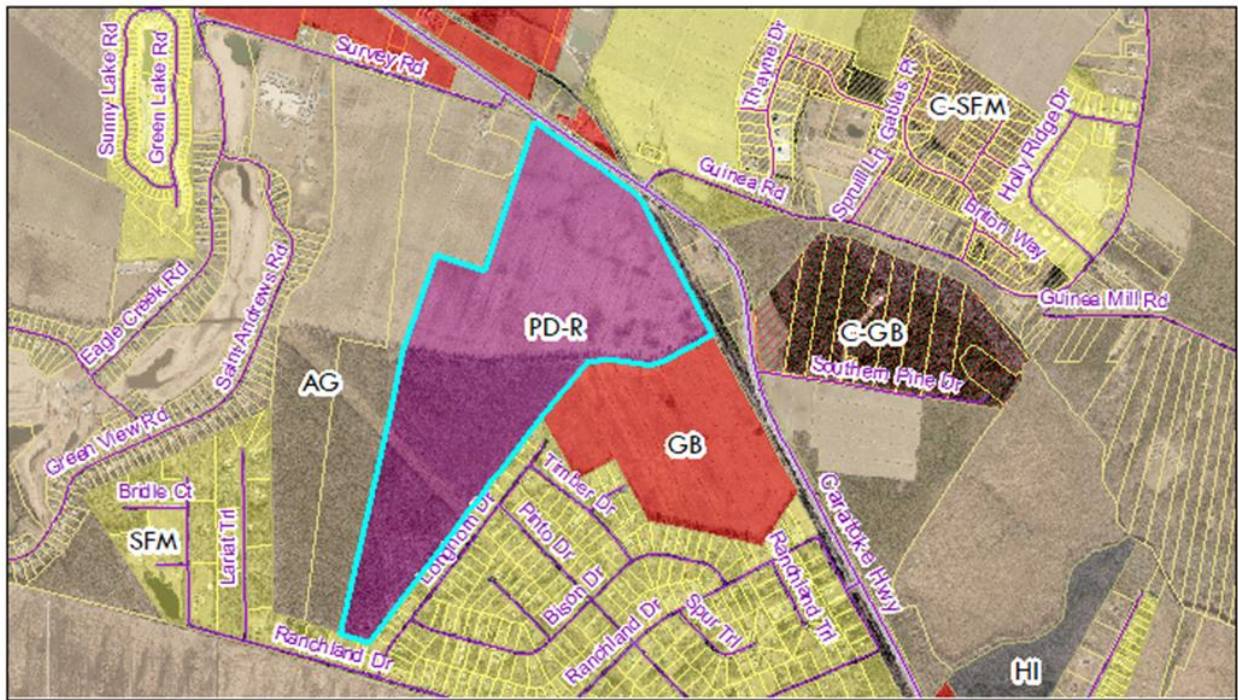 Sunny Lake Rd
Green Lake Rd
Survey Rd
Thayne Dr
Gables Pt
C-SFM
Holly Ridge Dr
Guinea Rd
Spruill Ln
Briton Way
Eagle Creek Rd
Saint Andrews Rd
Guinea Mill Rd
PD-R
C-GB
Southern Pine Dr
AG
Green View Rd
GB
Bridle Ct
SFM
Lariat Trl
Longhorn Dr
Timber Dr
Pinto Dr
Bison Dr
Caratoke Hwy
Ranchland Trl
Ranchland Dr
Spur Trl
Ranchland Dr
HI